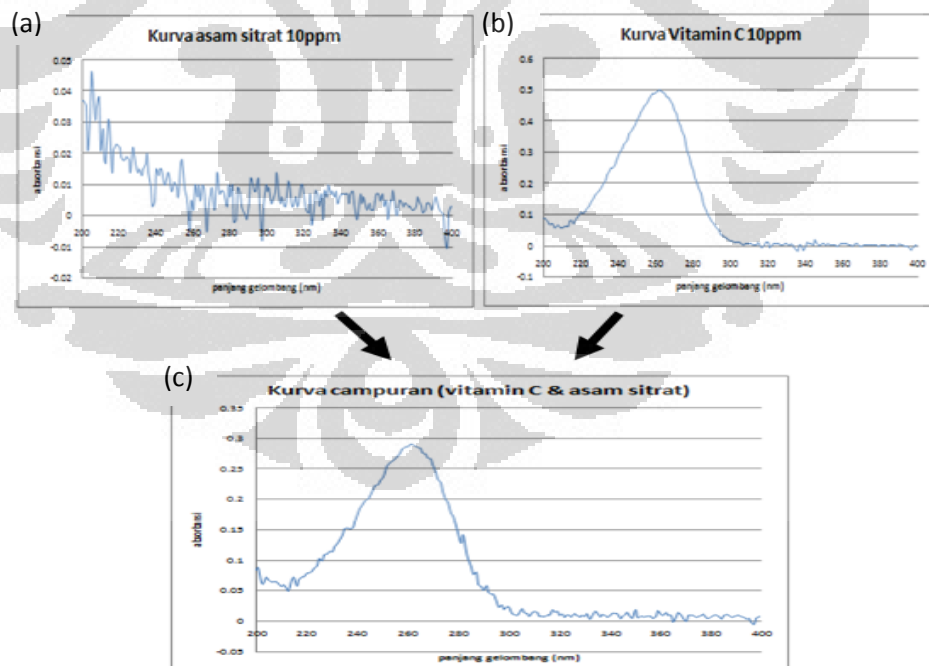 (a)
Kurva asam sitrat 10ppm
0.05
0.04
0.03
0.02
0.01
0
-0.01
-0.02
absorbansi
200 220 240 260 280 300 320 340 360 380 400
panjang gelombang (nm)
(b)
Kurva Vitamin C 10ppm
0.6
0.5
0.4
0.3
0.2
0.1
0
-0.1
absorbansi
200 220 240 260 280 300 320 340 360 380 400
panjang gelombang (nm)
(c)
Kurva campuran (vitamin C & asam sitrat)
0.35
0.3
0.25
0.2
0.15
0.1
0.05
0
-0.05
absorbansi
200 220 240 260 280 300 320 340 360 380 400
panjang gelombang (nm)